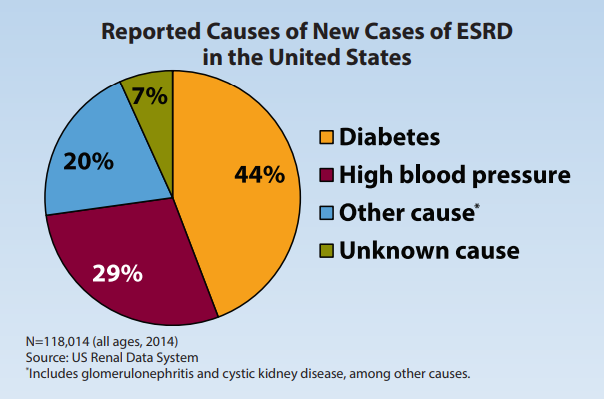 Reported Causes of New Cases of ESRD
in the United States
7%
20%
44%
29%
Diabetes
High blood pressure
Other cause*
Unknown cause
N=118,014 (all ages, 2014)
Source: US Renal Data System
*Includes glomerulonephritis and cystic kidney disease, among other causes.